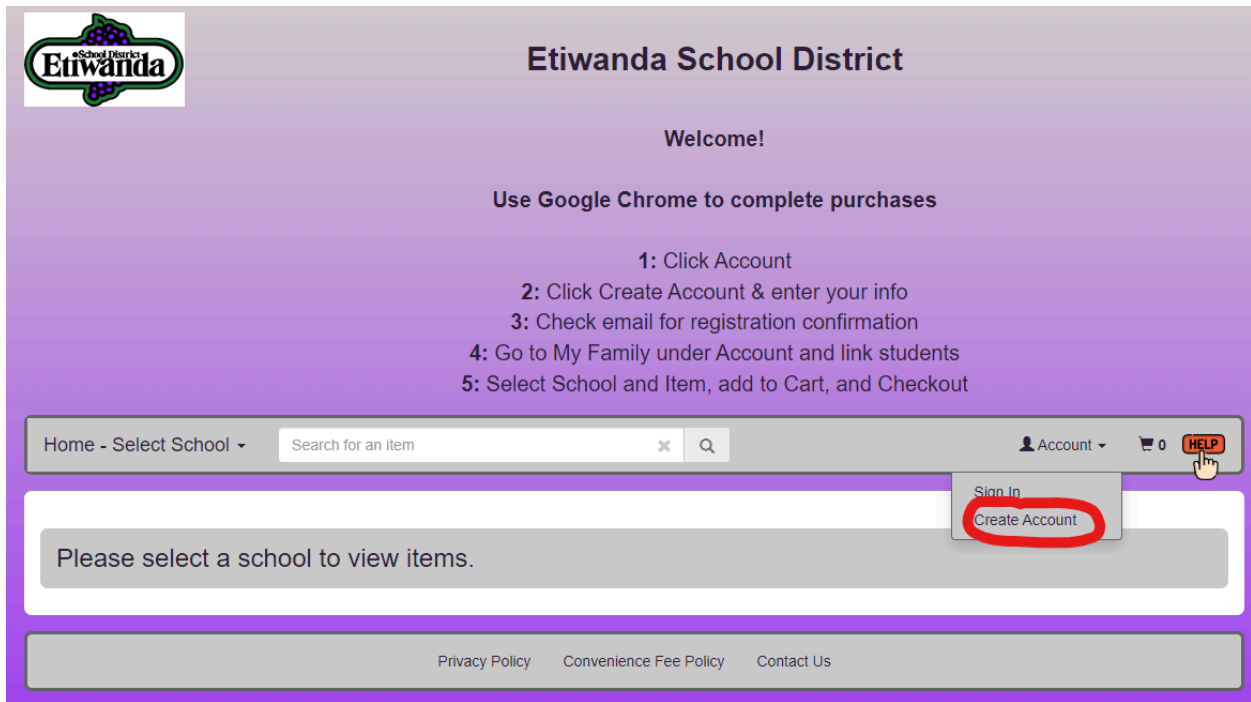 School District
Etiwanda
Etiwanda School District
Welcome!
Use Google Chrome to complete purchases
1: Click Account
2: Click Create Account & enter your info
3: Check email for registration confirmation
4: Go to My Family under Account and link students
5: Select School and Item, add to Cart, and Checkout
Home - Select School
Search for an item
Account
0
HELP
Sign In
Create Account
Please select a school to view items.
Privacy Policy
Convenience Fee Policy
Contact Us